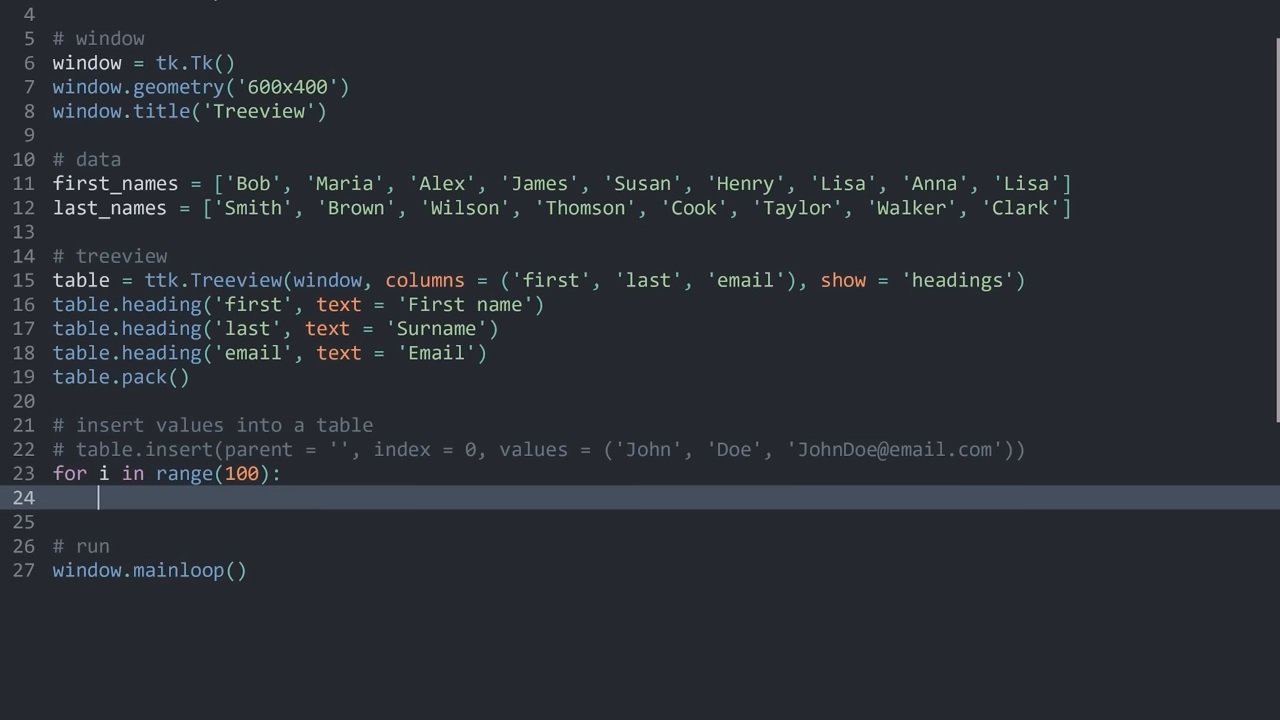 4
5 # window
6 window = tk.Tk()
7 window.geometry('600x400')
8 window.title('Treeview')
9
10 # data
11 first_names = ['Bob', 'Maria', 'Alex', 'James', 'Susan', 'Henry', 'Lisa', 'Anna', 'Lisa']
12 last_names = ['Smith', 'Brown', 'Wilson', 'Thomson', 'Cook', 'Taylor', 'Walker', 'Clark']
13
14 # treeview
15 table = ttk.Treeview(window, columns = ('first', 'last', 'email'), show = 'headings')
16 table.heading('first', text = 'First name')
17 table.heading('last', text = 'Surname')
18 table.heading('email', text = 'Email')
19 table.pack()
20
21 # insert values into a table
22 # table.insert(parent = '', index = 0, values = ('John', 'Doe', 'JohnDoe@email.com'))
23 for i in range(100):
24
25
26 # run
27 window.mainloop()